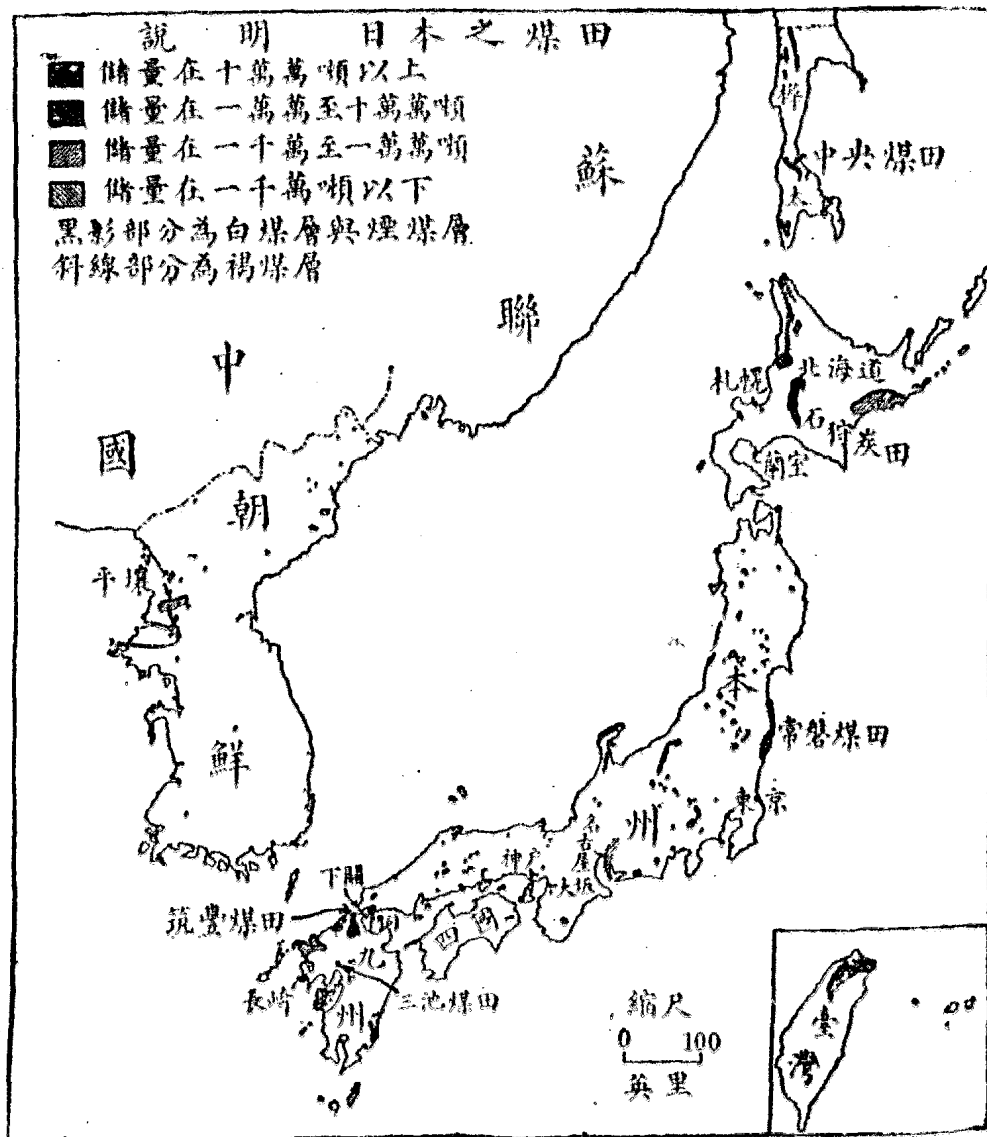 說明 日本之煤田
儲量在十萬萬噸以上
儲量在一萬萬至十萬萬噸
儲量在一千萬至一萬萬噸
儲量在一千萬噸以下
黑影部分為白煤層與煙煤層
斜線部分為褐煤層
蘇
聯
中
國
樺
太
中央煤田
北海道
札幌
石狩炭田
蘭室
朝
鮮
平壤
本
州
常磐煤田
東京
名古屋
神戶
大坂
下關
筑豐煤田
四國
九
州
長崎
三池煤田
縮尺
0 100
英里
臺
灣